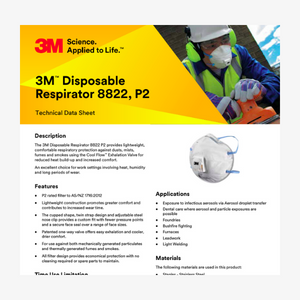 3M Science.
Applied to Life.™
3M™ Disposable
Respirator 8822, P2
Technical Data Sheet
Description
The 3M Disposable Respirator 8822 P2 provides lightweight,
comfortable respiratory protection against dusts, mists,
fumes and smokes using the Cool Flow™ Exhalation Valve for
reduced heat build-up and increased comfort.
An excellent choice for work settings involving heat, humidity
and long periods of wear.
Features
• P2 rated filter to AS/NZ 1716:2012
• Lightweight construction promotes greater comfort and
contributes to increased wear time.
• The cupped shape, twin strap design and adjustable steel
nose clip provides a custom fit with fewer pressure points
and a secure face seal over a range of face sizes.
• Patented one-way valve offers easy exhalation and cooler,
drier comfort.
• For use against both mechanically generated particulates
and thermally generated fumes and smokes.
• All filter design provides economical protection with no
cleaning required or spare parts to maintain.
Time Use Limitation
Applications
• Exposure to infectious aerosols via Aerosol droplet transfer
• Dental care where aerosol and particle exposures are
possible
• Foundries
• Bushfire fighting
• Furnaces
• Leadwork
• Light Welding
Materials
The following materials are used in this product:
• Staples - Stainless Steel